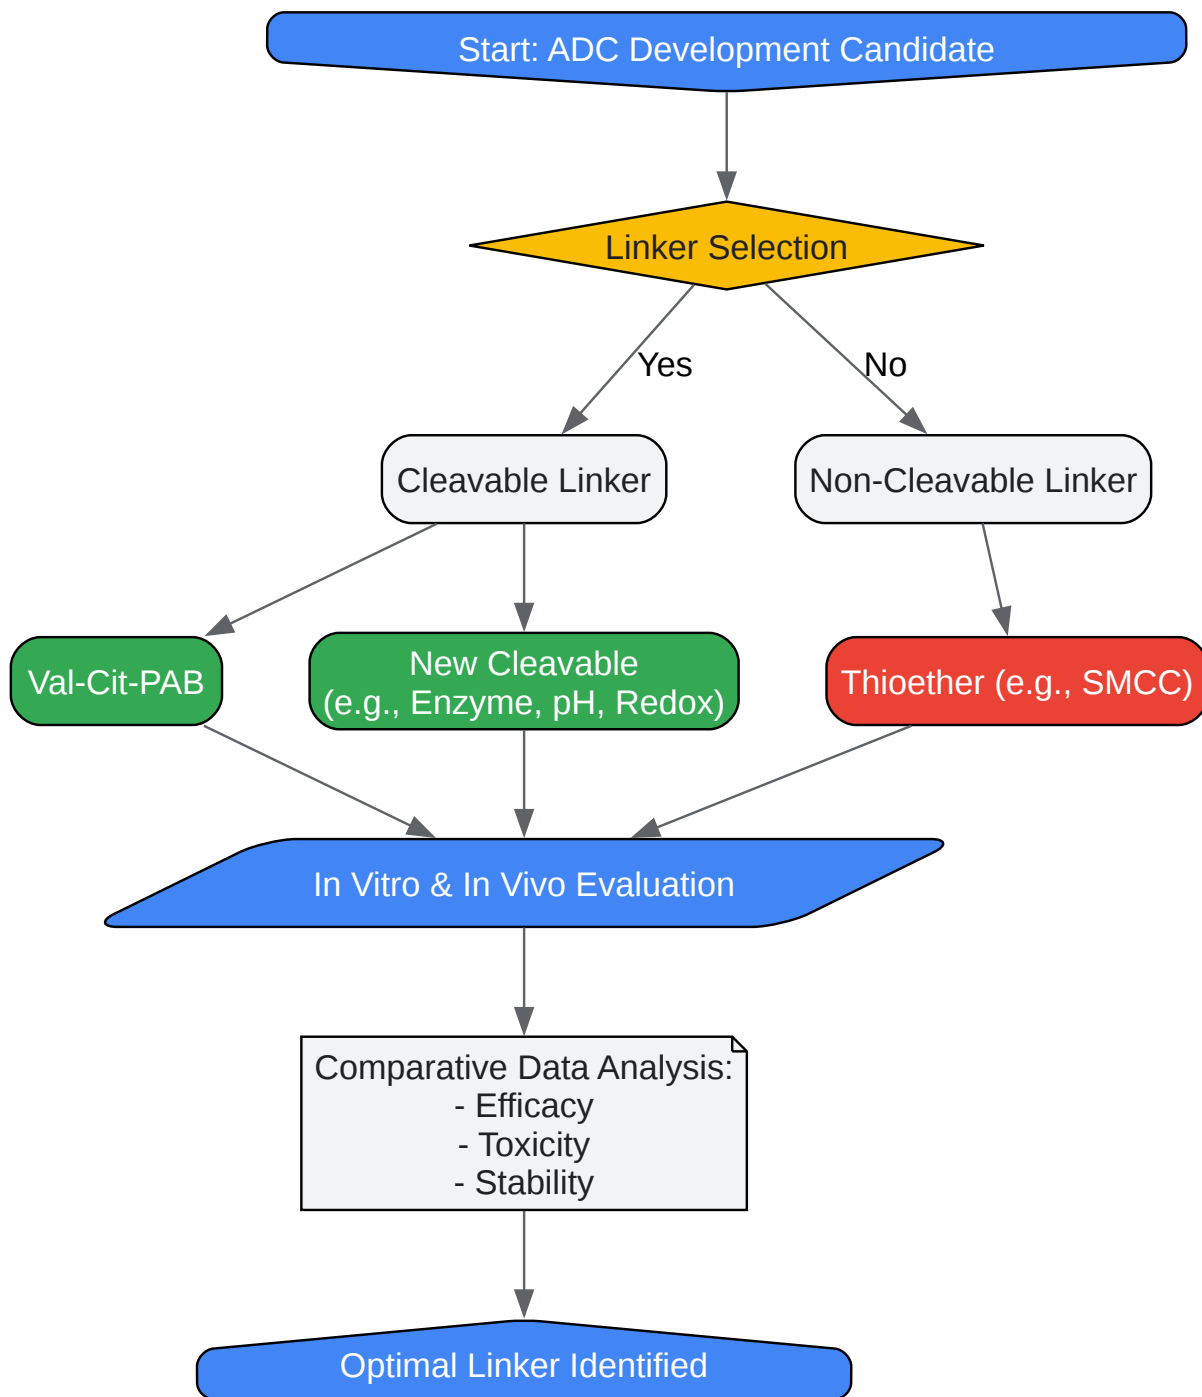 Start: ADC Development Candidate
Linker Selection
Yes
No
Cleavable Linker
Non-Cleavable Linker
Val-Cit-PAB
New Cleavable
(e.g., Enzyme, pH, Redox)
Thioether (e.g., SMCC)
In Vitro & In Vivo Evaluation
Comparative Data Analysis:
- Efficacy
- Toxicity
- Stability
Optimal Linker Identified